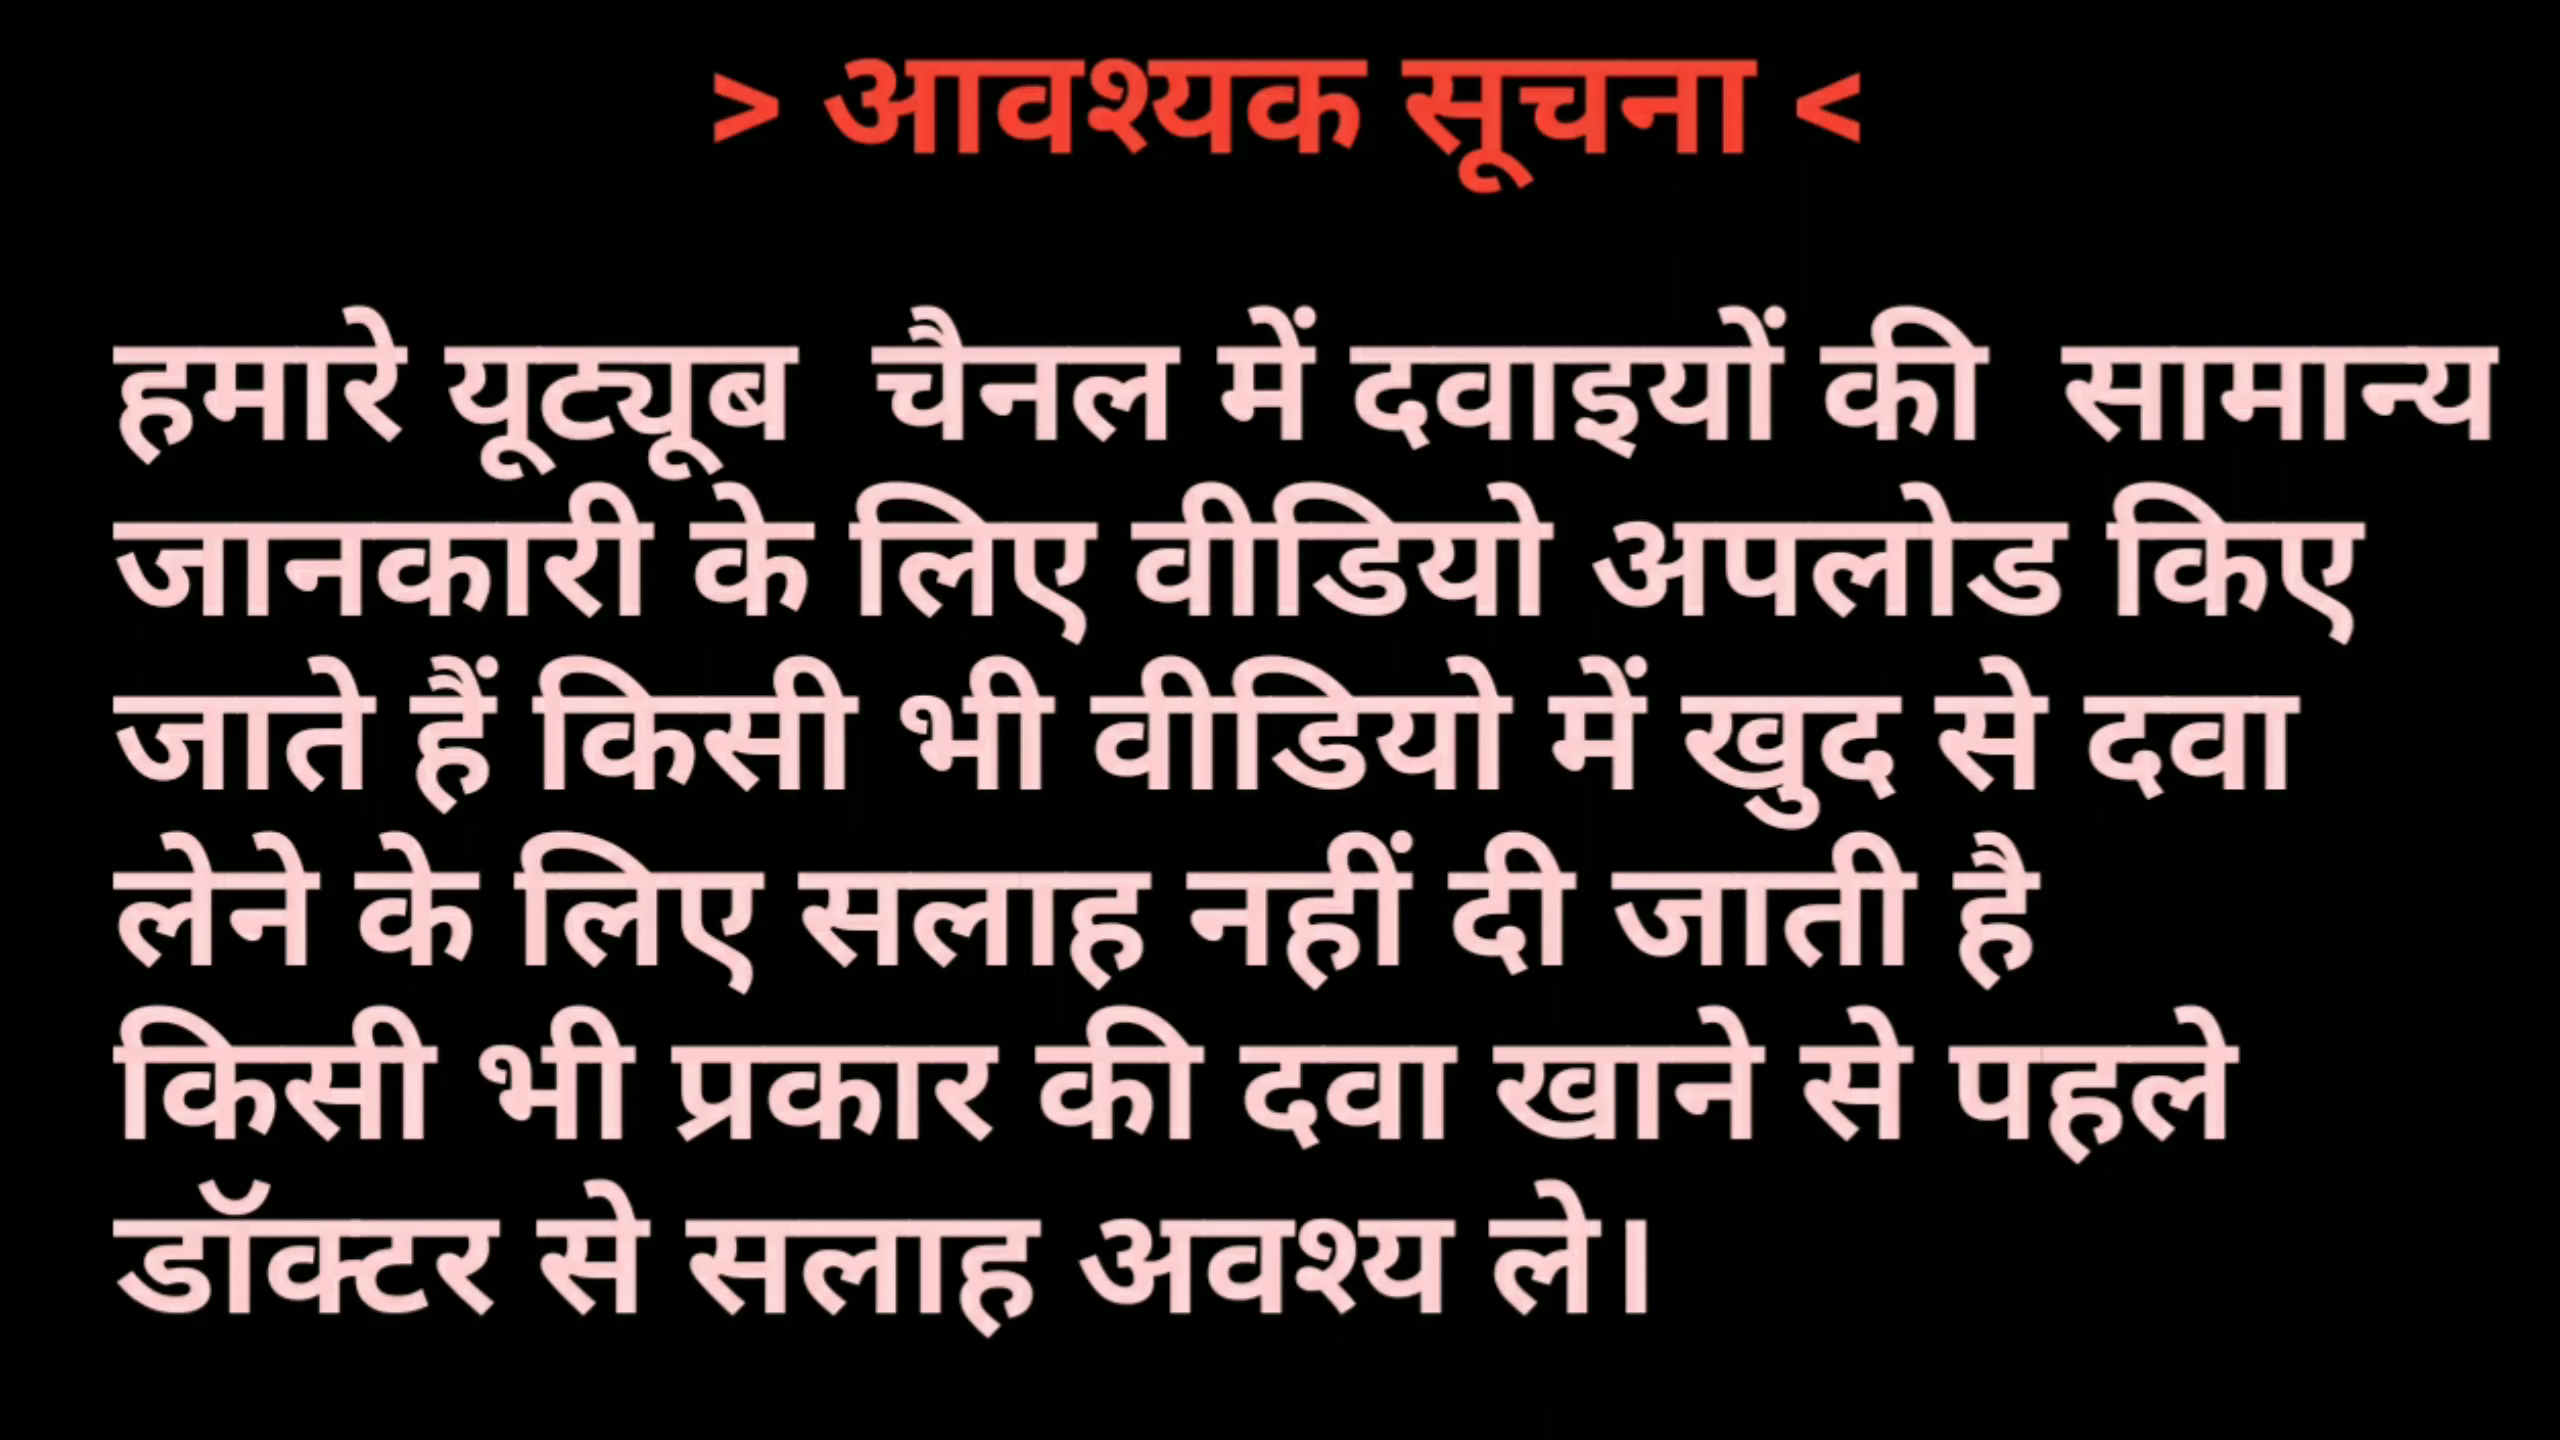 > आवश्यक सूचना <
हमारे यूट्यूब चैनल में दवाइयों की सामान्य
जानकारी के लिए वीडियो अपलोड किए
जाते हैं किसी भी वीडियो में खुद से दवा
लेने के लिए सलाह नहीं दी जाती है
किसी भी प्रकार की दवा खाने से पहले
डॉक्टर से सलाह अवश्य ले।